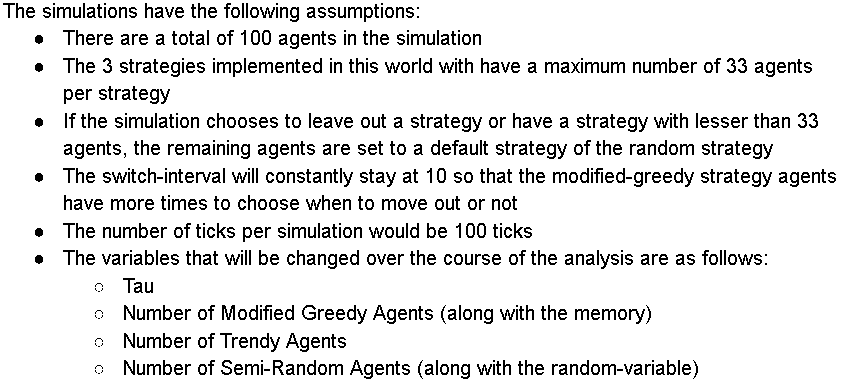 The simulations have the following assumptions:
● There are a total of 100 agents in the simulation
● The 3 strategies implemented in this world with have a maximum number of 33 agents
per strategy
● If the simulation chooses to leave out a strategy or have a strategy with lesser than 33
agents, the remaining agents are set to a default strategy of the random strategy
● The switch-interval will constantly stay at 10 so that the modified-greedy strategy agents
have more times to choose when to move out or not
● The number of ticks per simulation would be 100 ticks
● The variables that will be changed over the course of the analysis are as follows:
○ Tau
○ Number of Modified Greedy Agents (along with the memory)
○ Number of Trendy Agents
○ Number of Semi-Random Agents (along with the random-variable)